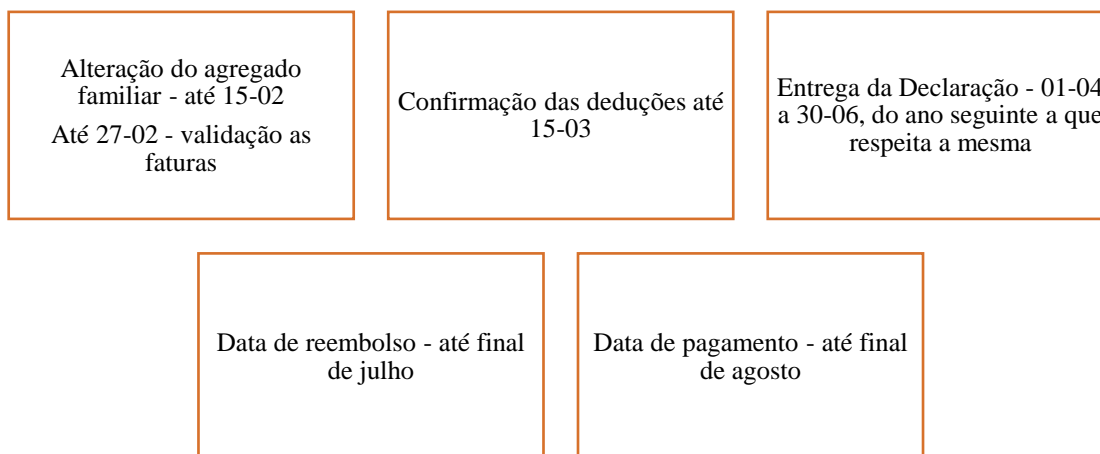 Alteração do agregado
familiar - até 15-02
Até 27-02 - validação as
faturas
Confirmação das deduções até
15-03
Entrega da Declaração - 01-04
a 30-06, do ano seguinte a que
respeita a mesma
Data de reembolso - até final
de julho
Data de pagamento - até final
de agosto